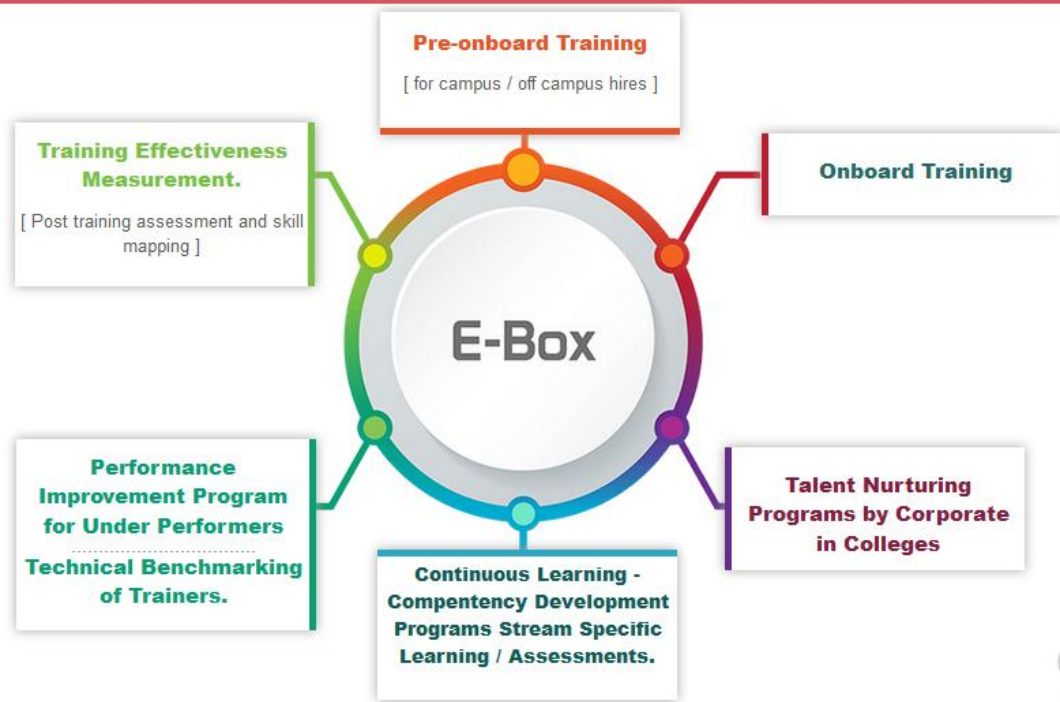 Pre-onboard Training
[ for campus / off campus hires ]
Training Effectiveness
Measurement.
[ Post training assessment and skill
mapping ]
Onboard Training
E-Box
Performance
Improvement Program
for Under Performers
Technical Benchmarking
of Trainers.
Talent Nurturing
Programs by Corporate
in Colleges
Continuous Learning -
Compentency Development
Programs Stream Specific
Learning / Assessments.